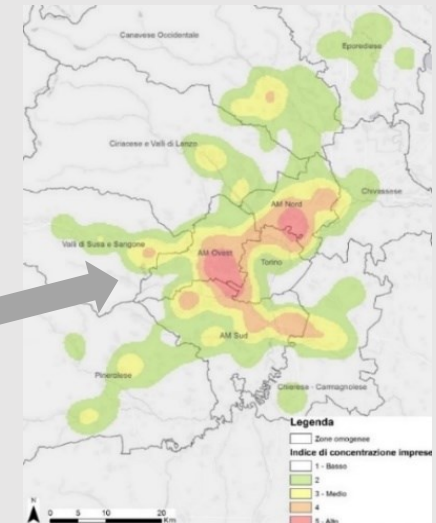 Canavese Occidentale
Eporediese
Ciriacese e Valli di Lanzo
Chivassese
AM Nord
Valli di Susa e Sangone
AM Ovest
Torino
AM Sud
Pinerolese
Chierese - Carmagnolese
Legenda
Zone omogenee
Indice di concentrazione imprese
1 - Basso
2
3 - Medio
4
5 - Alto
N
0 5 10 20
Km